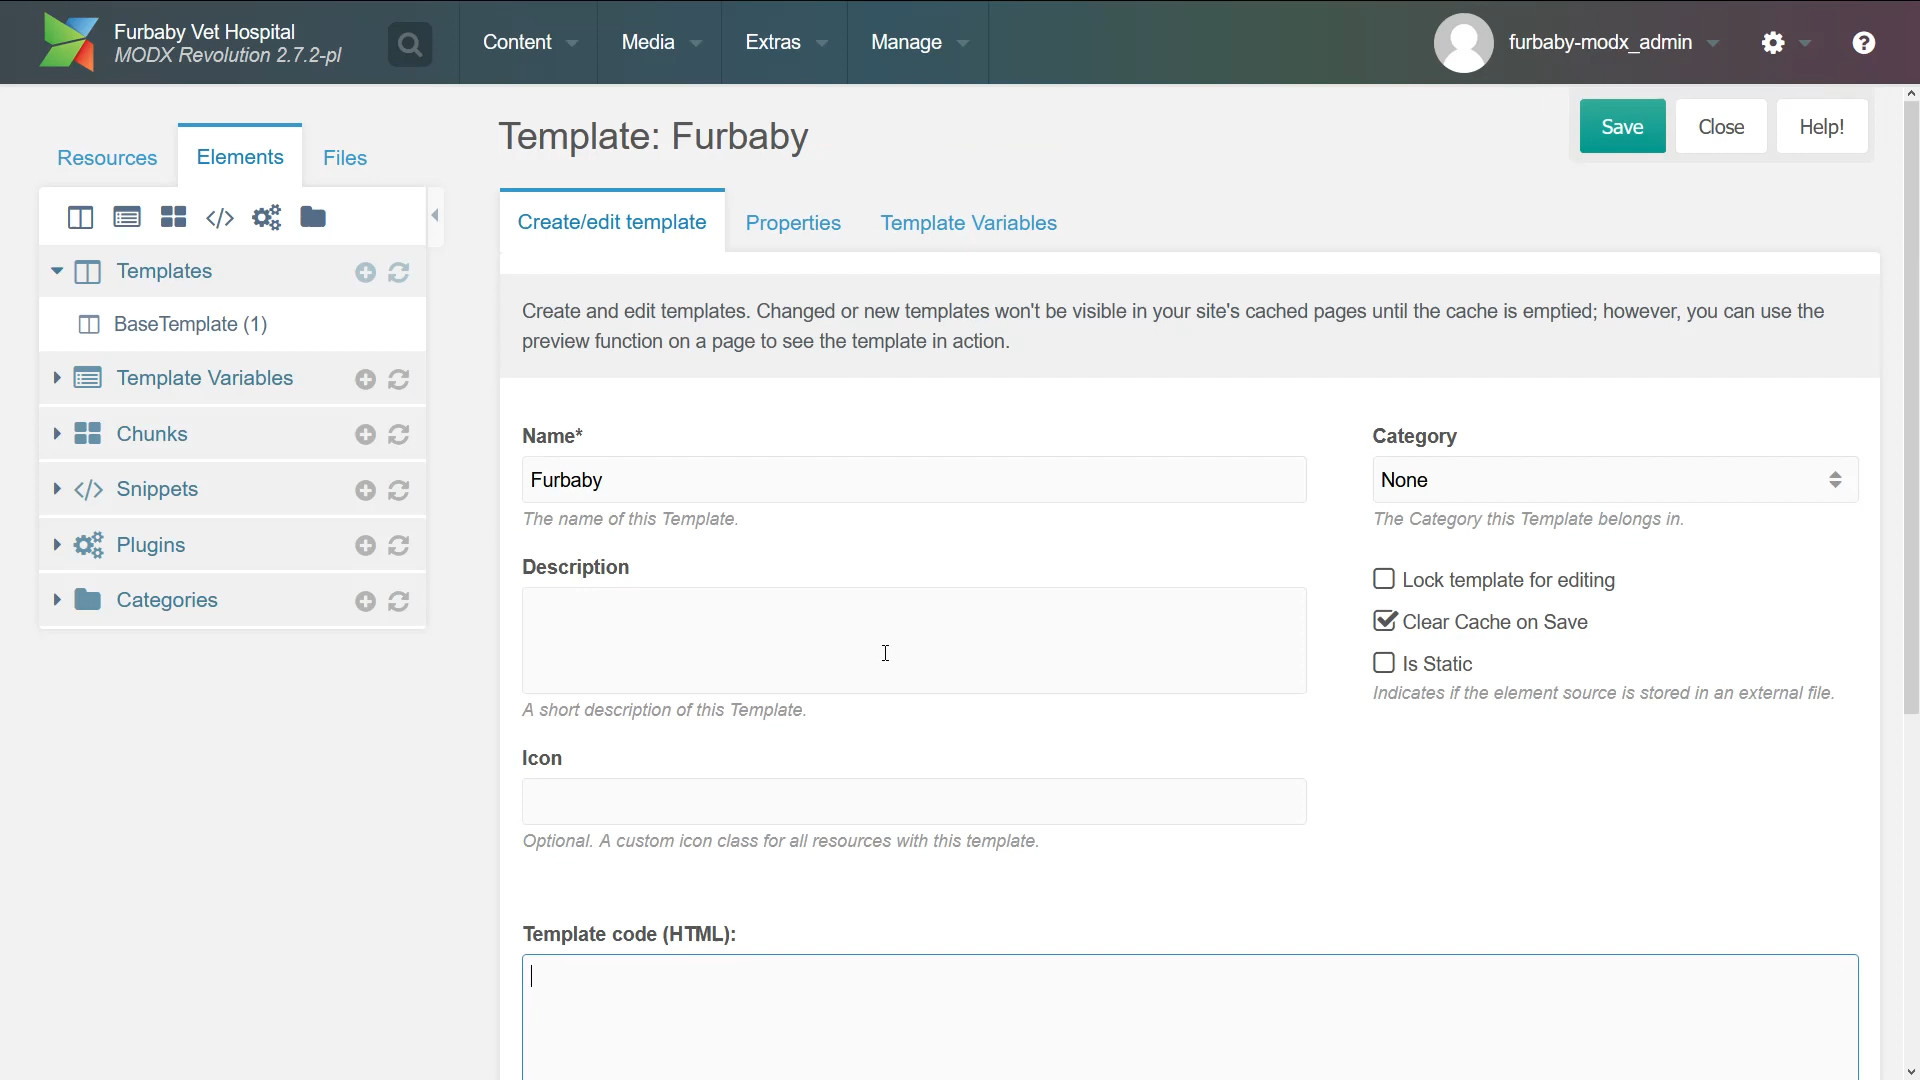 Furbaby Vet Hospital
MODX Revolution 2.7.2-pl
Content
Media
Extras
Manage
furbaby-modx_admin
Resources
Elements
Files
Template: Furbaby
Save
Close
Help!
Create/edit template
Properties
Template Variables
Templates
BaseTemplate (1)
Template Variables
Chunks
Snippets
Plugins
Categories
Create and edit templates. Changed or new templates won't be visible in your site's cached pages until the cache is emptied; however, you can use the
preview function on a page to see the template in action.
Name*
Furbaby
The name of this Template.
Description
A short description of this Template.
Icon
Optional. A custom icon class for all resources with this template.
Category
None
The Category this Template belongs in.
Lock template for editing
Clear Cache on Save
Is Static
Indicates if the element source is stored in an external file.
Template code (HTML):